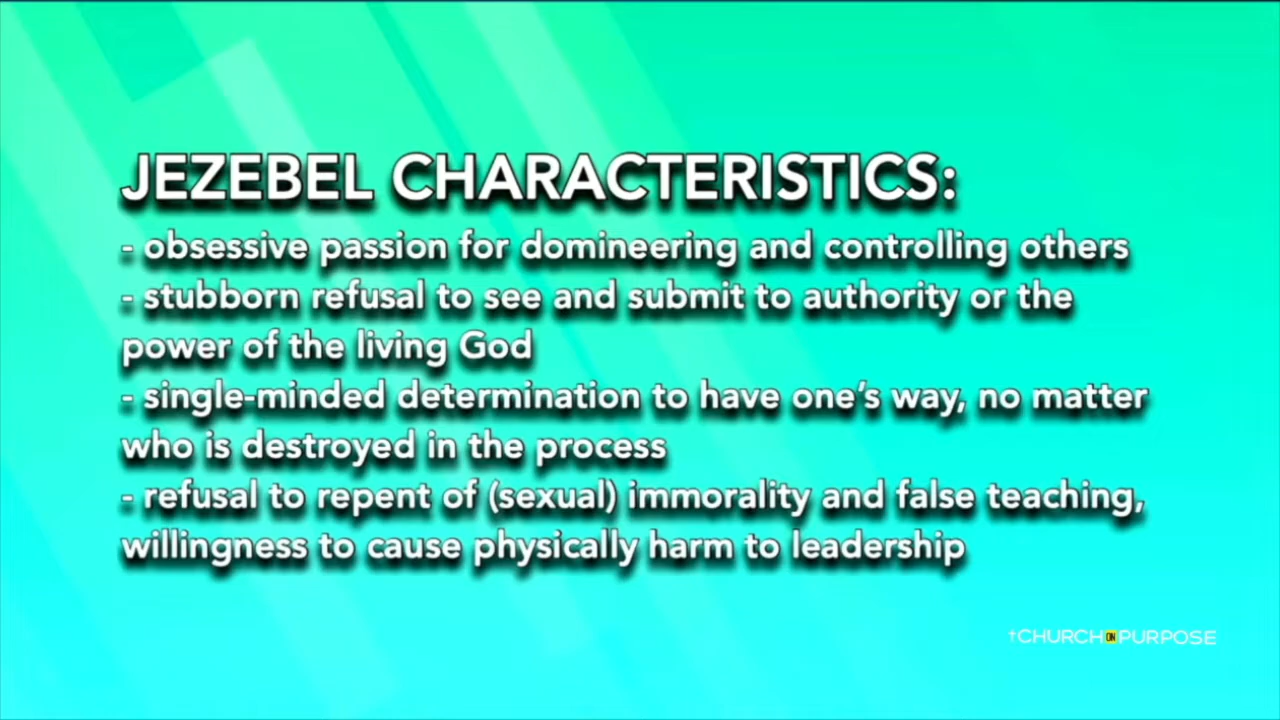 JEZEBEL CHARACTERISTICS:
- obsessive passion for domineering and controlling others
- stubborn refusal to see and submit to authority or the
power of the living God
- single-minded determination to have one's way, no matter
who is destroyed in the process
- refusal to repent of (sexual) immorality and false teaching,
willingness to cause physically harm to leadership
CHURCH ON PURPOSE